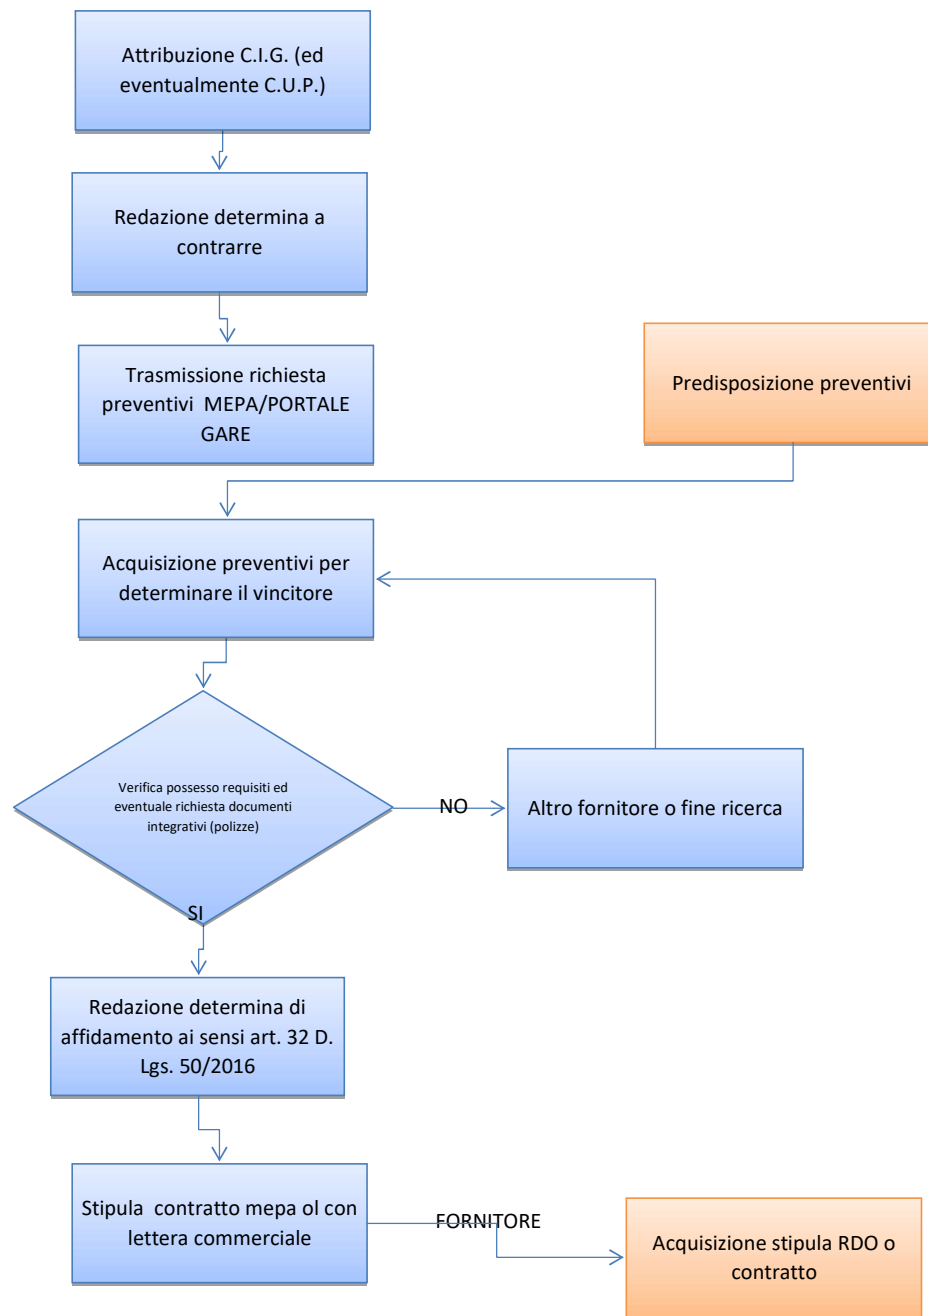 Attribuzione C.I.G. (ed
eventualmente C.U.P.)
Redazione determina a
contrarre
Trasmissione richiesta
preventivi MEPA/PORTALE
GARE
Predisposizione preventivi
Acquisizione preventivi per
determinare il vincitore
Verifica possesso requisiti ed
eventuale richiesta documenti
integrativi (polizze)
NO
Altro fornitore o fine ricerca
SI
Redazione determina di
affidamento ai sensi art. 32 D.
Lgs. 50/2016
Stipula contratto mepa ol con
lettera commerciale
FORNITORE
Acquisizione stipula RDO o
contratto